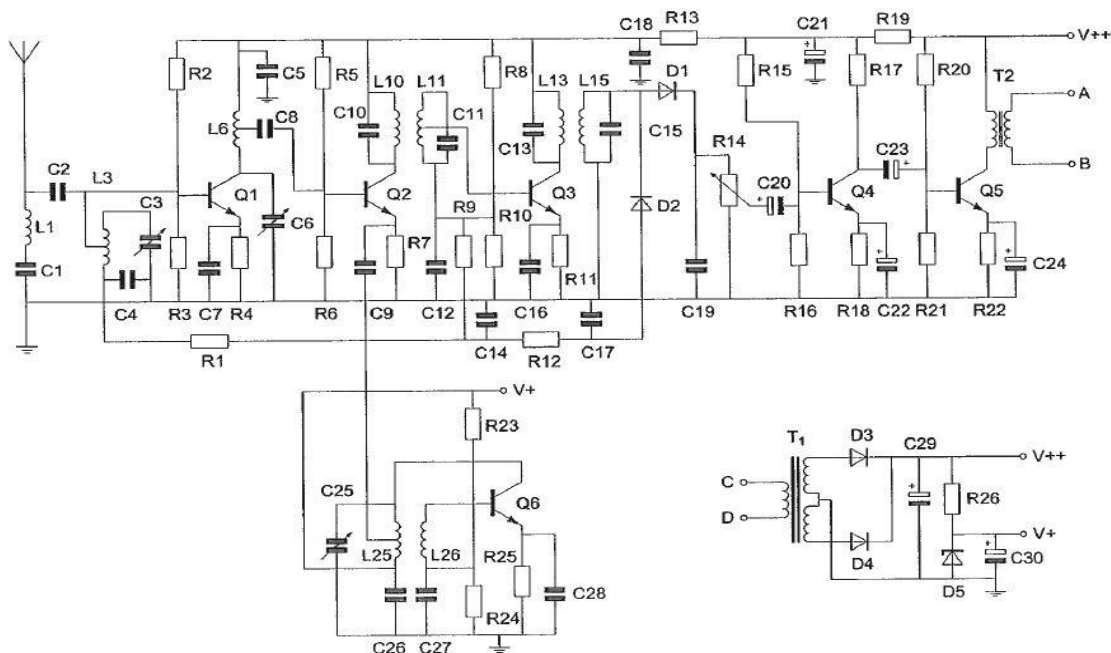 C18 R13 C21 R19 V++
R2 C5 R5 L10 L11 R8 L13 L15 D1 R15 R17 R20 T2
A
C8 C10 C11 C13 C15
L6 R14 C23
C2 L3 Q1 Q2 Q3 C20 Q4 Q5 B
C3 C6 R9 R10 D2
L1 R7 R11
C1 C24
C4 R3 C7 R4 R6 C9 C12 C16 C19 R16 R18 C22 R21 R22
R1 C14 R12 C17
V+
R23
T1 D3 C29 V++
C25 Q6 C D R26
V+
L25 L26 R25 D4 C30
R24 C28 D5
C26 C27